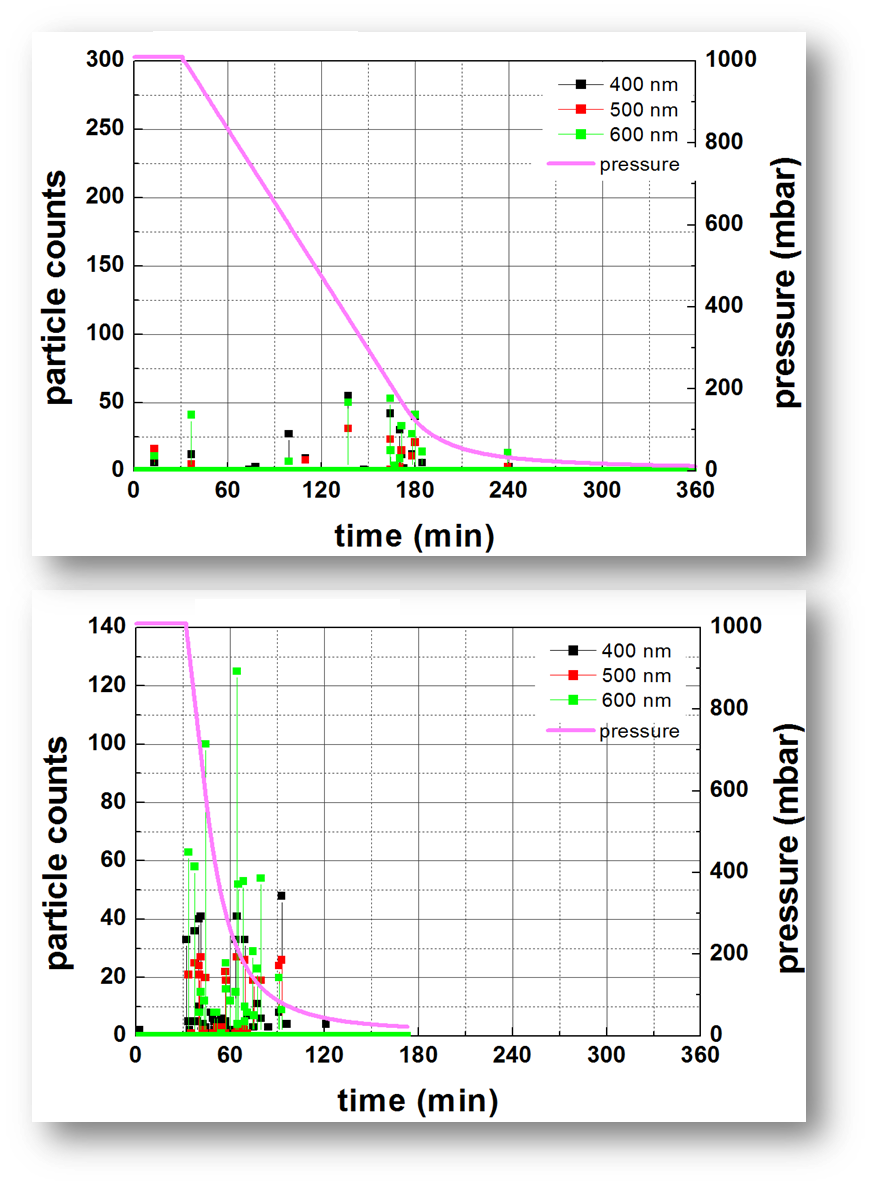 300
250
200
150
100
50
0
particle counts
0 60 120 180 240 300 360
time (min)
1000
800
600
400
200
0
pressure (mbar)
400 nm
500 nm
600 nm
pressure
140
120
100
80
60
40
20
0
particle counts
0 60 120 180 240 300 360
time (min)
1000
800
600
400
200
0
pressure (mbar)
400 nm
500 nm
600 nm
pressure